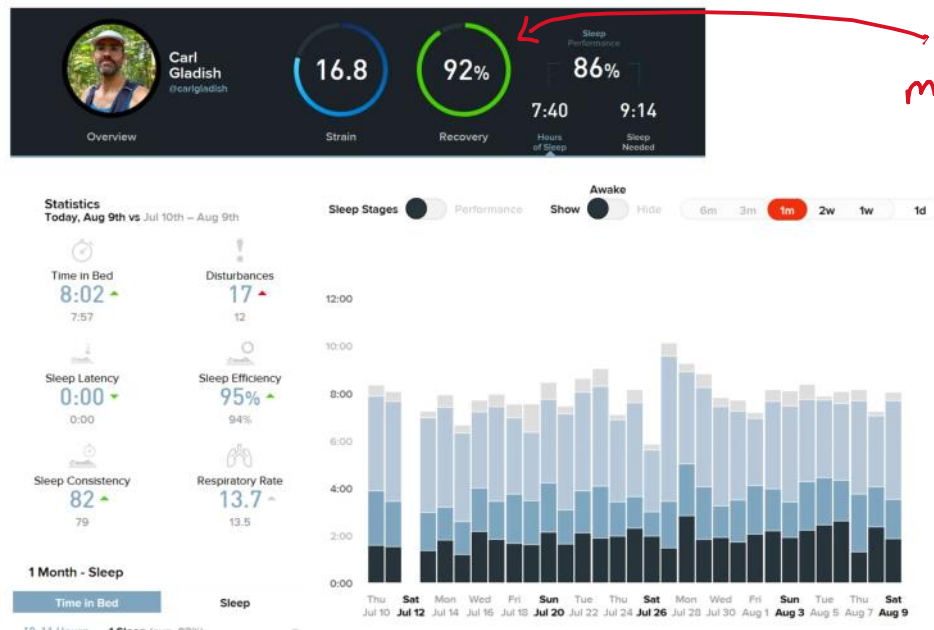 Carl
Gladish
@carlgladish
Overview
16.8
Strain
92%
Recovery
Sleep
Performance
86%
7:40
Hours
of Sleep
9:14
Sleep
Needed
m
Statistics
Today, Aug 9th vs Jul 10th – Aug 9th
Time in Bed
8:02
7:57
Disturbances
17
12
Sleep Latency
0:00
0:00
Sleep Efficiency
95%
94%
Sleep Consistency
82
79
Respiratory Rate
13.7
13.5
1 Month - Sleep
Time in Bed Sleep
Awake
Sleep Stages Performance Show Hide 6m 3m 1m 2w 1w 1d
12:00
10:00
8:00
6:00
4:00
2:00
0:00
Thu Sat Mon Wed Fri Sun Tue Thu Sat Mon Wed Fri Sun Tue Thu Sat
Jul 10 Jul 12 Jul 14 Jul 16 Jul 18 Jul 20 Jul 22 Jul 24 Jul 26 Jul 28 Jul 30 Aug 1 Aug 3 Aug 5 Aug 7 Aug 9